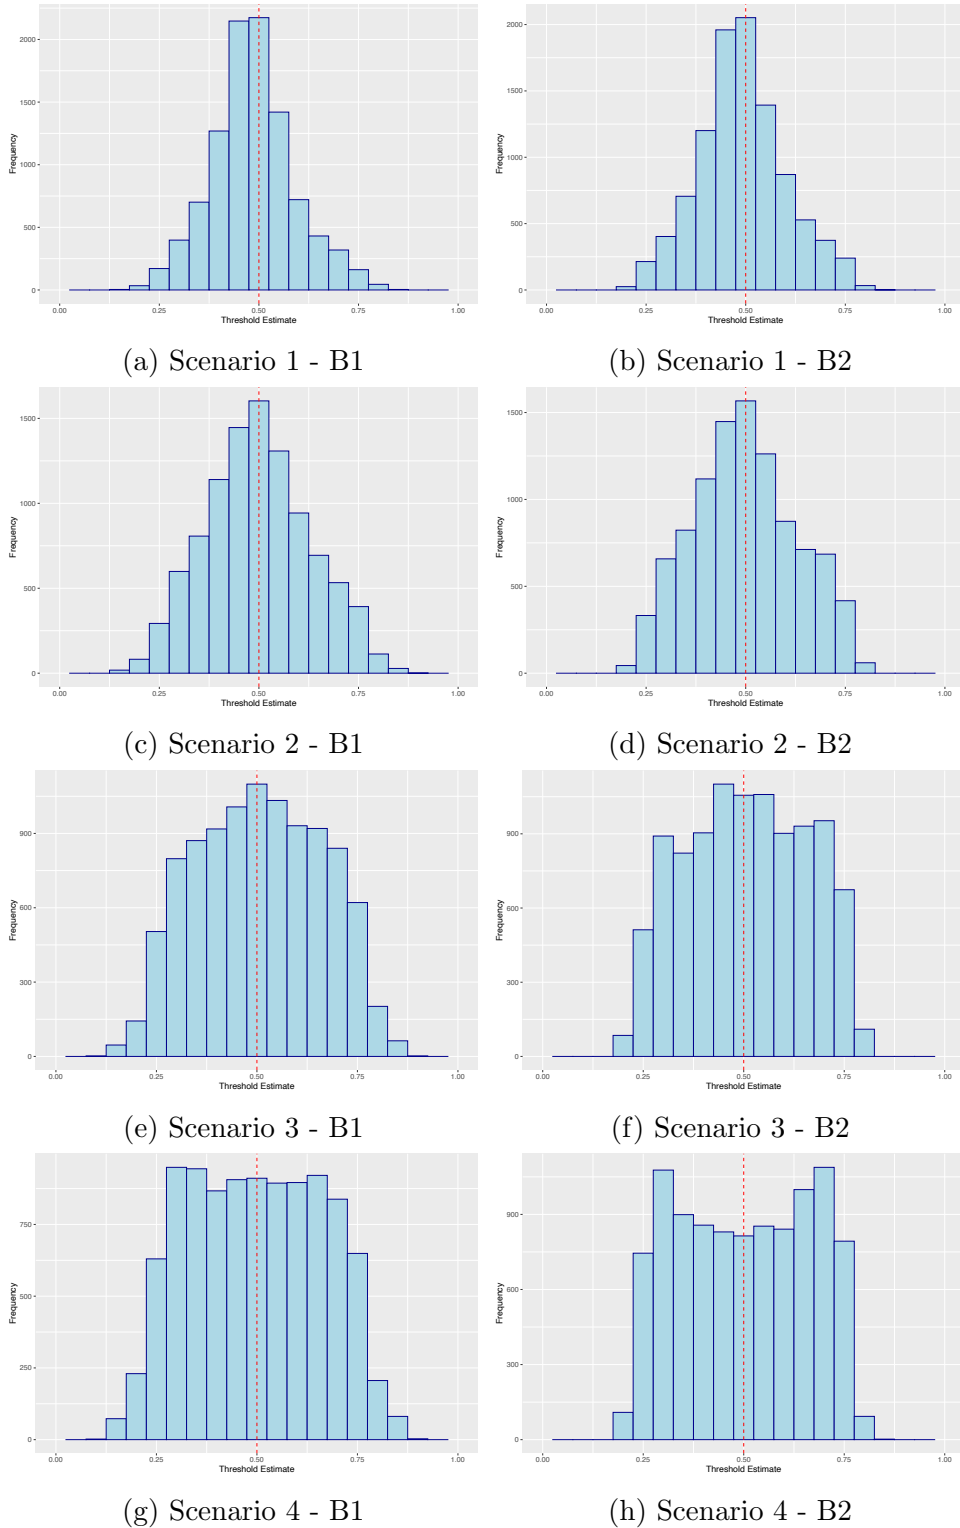 2000
1500
1000
500
0
Frequency
0.00 0.25 0.50 0.75 1.00
Threshold Estimate
(a) Scenario 1 - B1
2000
1500
1000
500
0
Frequency
0.00 0.25 0.50 0.75 1.00
Threshold Estimate
(b) Scenario 1 - B2
1500
1000
500
0
Frequency
0.00 0.25 0.50 0.75 1.00
Threshold Estimate
(c) Scenario 2 - B1
1500
1000
500
0
Frequency
0.00 0.25 0.50 0.75 1.00
Threshold Estimate
(d) Scenario 2 - B2
900
600
300
0
Frequency
0.00 0.25 0.50 0.75 1.00
Threshold Estimate
(e) Scenario 3 - B1
900
600
300
0
Frequency
0.00 0.25 0.50 0.75 1.00
Threshold Estimate
(f) Scenario 3 - B2
750
500
250
0
Frequency
0.00 0.25 0.50 0.75 1.00
Threshold Estimate
(g) Scenario 4 - B1
900
600
300
0
Frequency
0.00 0.25 0.50 0.75 1.00
Threshold Estimate
(h) Scenario 4 - B2